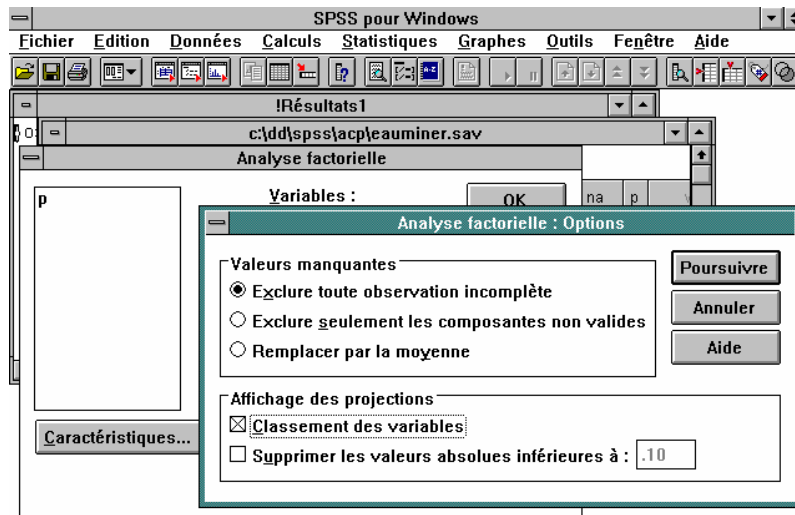 SPSS pour Windows
Fichier Edition Données Calculs Statistiques Graphes Outils Fenêtre Aide
!Résultats1
c:\dd\spss\acp\eauminer.sav
Analyse factorielle
p
Variables :
OK
na p
Analyse factorielle : Options
Valeurs manquantes
Exclure toute observation incomplète
Exclure seulement les composantes non valides
Remplacer par la moyenne
Poursuivre
Annuler
Aide
Affichage des projections
Classement des variables
Supprimer les valeurs absolues inférieures à : .10
Caractéristiques...